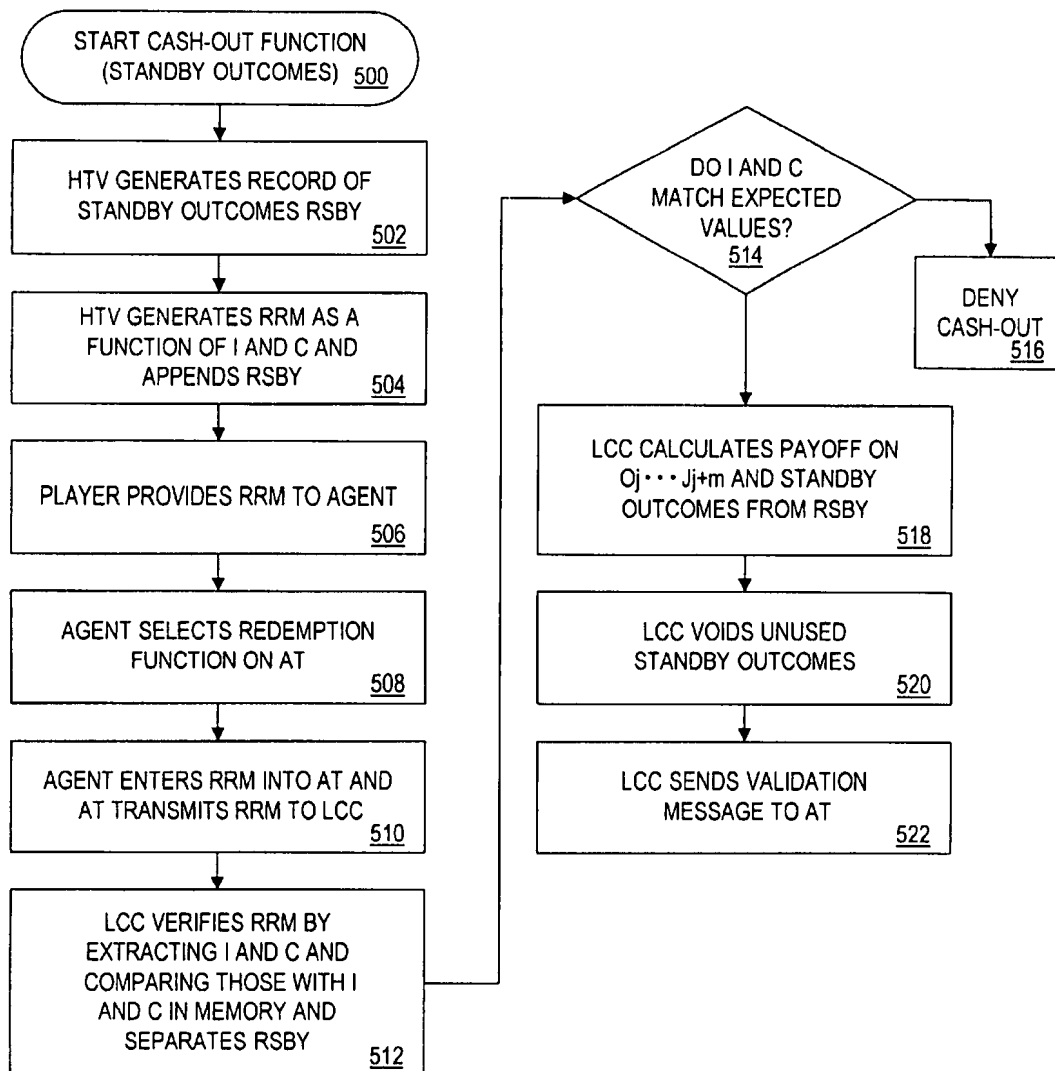 START CASH-OUT FUNCTION
(STANDBY OUTCOMES) 500
HTV GENERATES RECORD OF
STANDBY OUTCOMES RSBY
502
HTV GENERATES RRM AS A
FUNCTION OF I AND C AND
APPENDS RSBY
504
PLAYER PROVIDES RRM TO AGENT
506
AGENT SELECTS REDEMPTION
FUNCTION ON AT
508
AGENT ENTERS RRM INTO AT AND
AT TRANSMITS RRM TO LCC
510
LCC VERIFIES RRM BY
EXTRACTING I AND C AND
COMPARING THOSE WITH I
AND C IN MEMORY AND
SEPARATES RSBY
512
DO I AND C
MATCH EXPECTED
VALUES?
514
DENY
CASH-OUT
516
LCC CALCULATES PAYOFF ON
Oj··· Jj+m AND STANDBY
OUTCOMES FROM RSBY
518
LCC VOIDS UNUSED
STANDBY OUTCOMES
520
LCC SENDS VALIDATION
MESSAGE TO AT
522